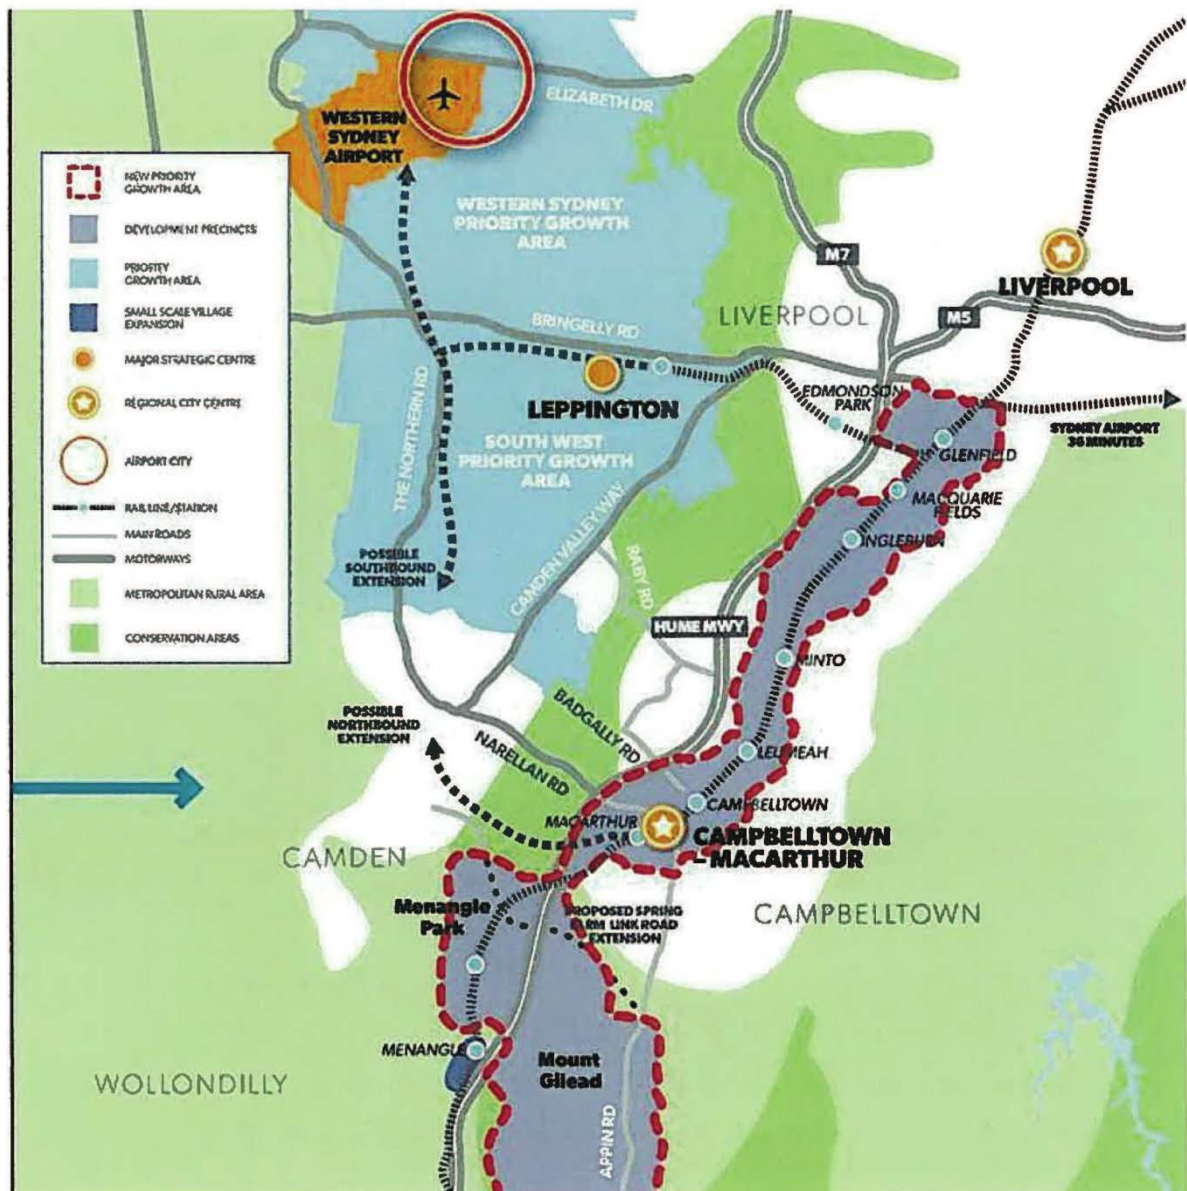 ELIZABETH DR
WESTERN
SYDNEY
AIRPORT
NEW PRIORITY
GROWTH AREA
DEVELOPMENT PRECINCTS
PRIORITY
GROWTH AREA
SMALL SCALE VILLAGE
EXPANSION
MAJOR STRATEGIC CENTRE
REGIONAL CITY CENTRE
AIRPORT CITY
RAIL LINE/STATION
MAIN ROADS
MOTORWAYS
METROPOLITAN RURAL AREA
CONSERVATION AREAS
WESTERN SYDNEY
PRIORITY GROWTH
AREA
M7
LIVERPOOL
LIVERPOOL
M5
BRINGELLY RD
THE NORTHERN RD
LEPPINGTON
EDMONDSON
PARK
SYDNEY AIRPORT
36 MINUTES
SOUTH WEST
PRIORITY GROWTH
AREA
GLENFIELD
MACQUARIE
FIELDS
INGLEBURN
CAMDEN VALLEY WAY
RABY RD
POSSIBLE
SOUTHBOUND
EXTENSION
HUME MWY
MINTO
POSSIBLE
NORTHBOUND
EXTENSION
BADGALLY RD
NARELLAN RD
LEUMEAH
CAMPBELLTOWN
MACARTHUR
CAMPBELLTOWN
– MACARTHUR
CAMDEN
Menangle
Park
PROPOSED SPRING
FARM LINK ROAD
EXTENSION
CAMPBELLTOWN
MENANGLE
Mount
Gilead
WOLLONDILLY
APPIN RD